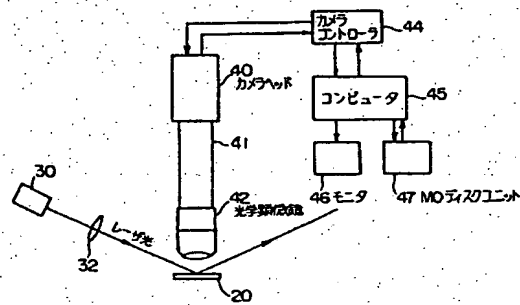 カメラ
コントローラ
44
40
カメラヘッド
コンピュータ
45
41
30
42
光学顕微鏡
46 モニタ
47 MOディスクユニット
レーザ光
32
20